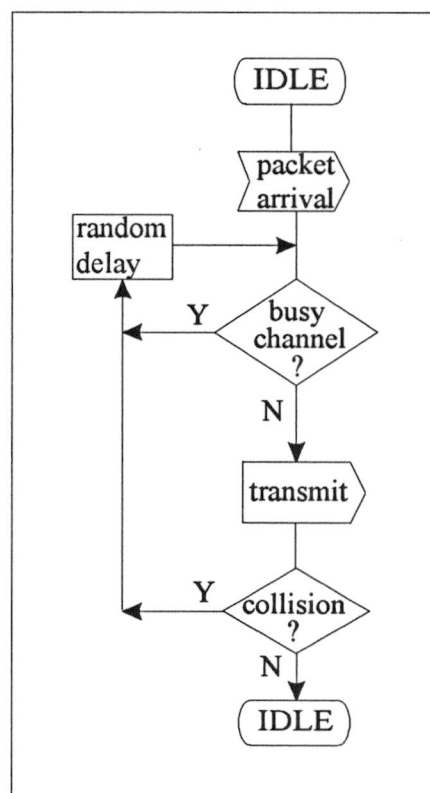 IDLE
packet
arrival
random
delay
Y
busy
channel
?
N
transmit
Y
collision
?
N
IDLE